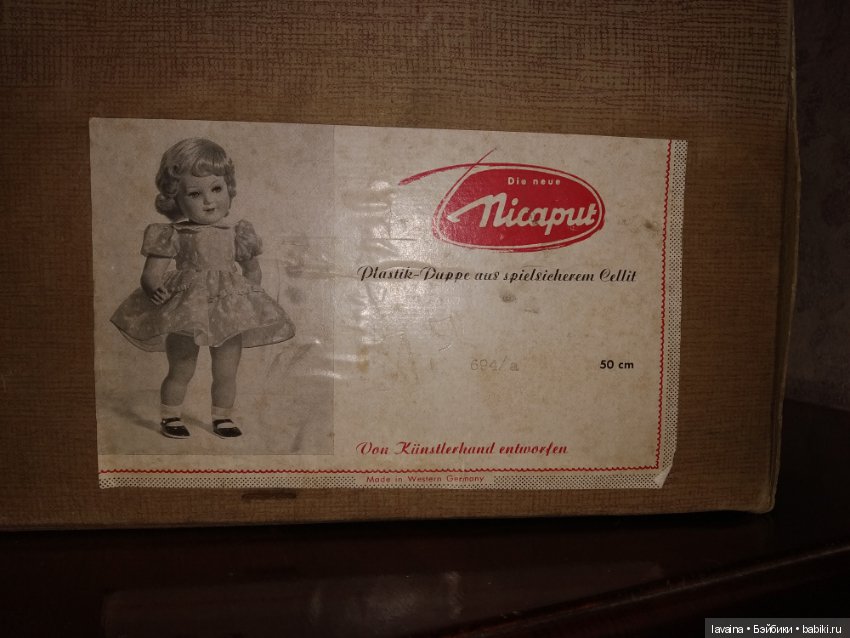 Die neue
Nicaput
Plastik-Puppe aus spielsicherem Cellit
694/a 50 cm
Von Künstlerhand entworfen
Made in Western Germany
lavaina • Бэйбики • babiki.ru